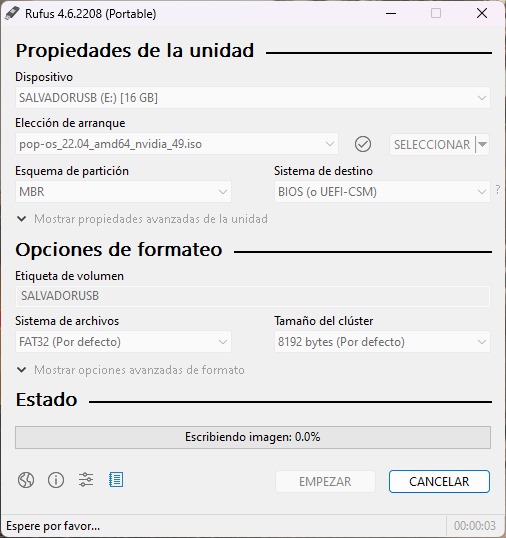 Rufus 4.6.2208 (Portable)
Propiedades de la unidad
Dispositivo
SALVADORUSB (E:) [16 GB]
Elección de arranque
pop-os_22.04_amd64_nvidia_49.iso
SELECCIONAR
Esquema de partición
Sistema de destino
MBR
BIOS (o UEFI-CSM)
?
Mostrar propiedades avanzadas de la unidad
Opciones de formateo
Etiqueta de volumen
SALVADORUSB
Sistema de archivos
Tamaño del clúster
FAT32 (Por defecto)
8192 bytes (Por defecto)
Mostrar opciones avanzadas de formato
Estado
Escribiendo imagen: 0.0%
EMPEZAR
CANCELAR
Espere por favor...
00:00:03